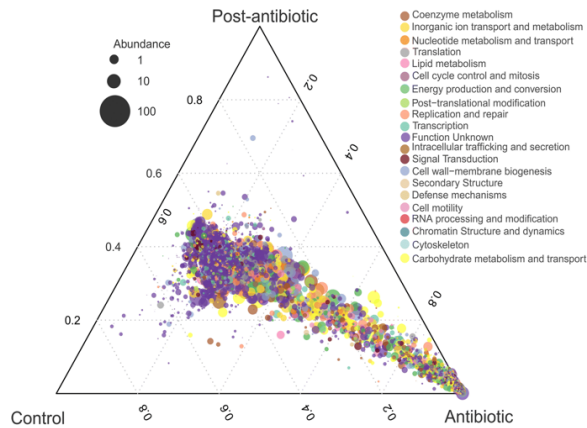 Post-antibiotic
Abundance
1
10
100
0.8
0.6
0.4
0.2
0.6
0.2
0.4
0.8
0.8
0.6
0.4
0.2
Control
Antibiotic
Coenzyme metabolism
Inorganic ion transport and metabolism
Nucleotide metabolism and transport
Translation
Lipid metabolism
Cell cycle control and mitosis
Energy production and conversion
Post-translational modification
Replication and repair
Transcription
Function Unknown
Intracellular trafficking and secretion
Signal Transduction
Cell wall-membrane biogenesis
Secondary Structure
Defense mechanisms
Cell motility
RNA processing and modification
Chromatin Structure and dynamics
Cytoskeleton
Carbohydrate metabolism and transport